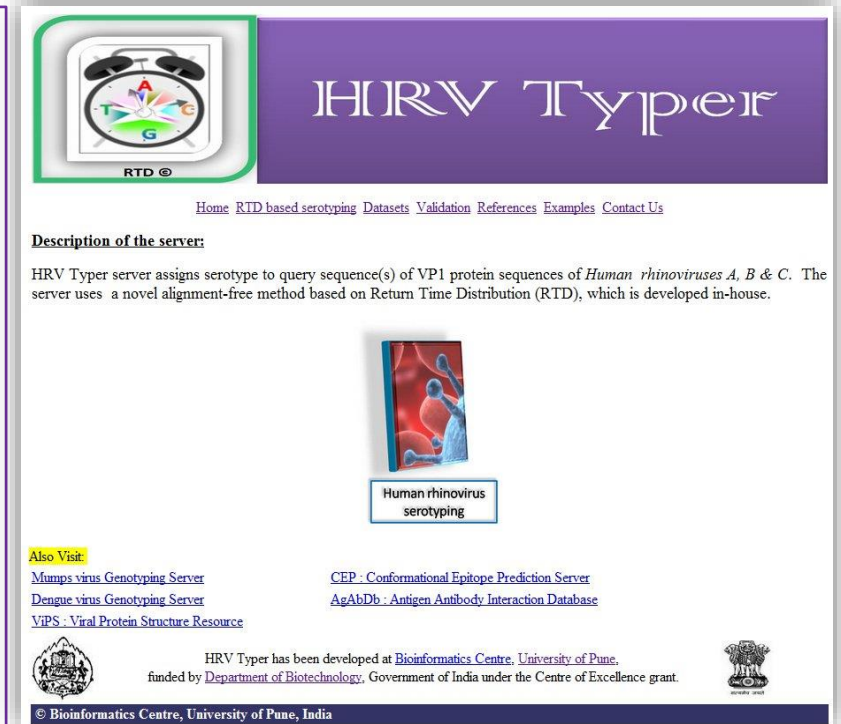 A
T
C
G
RTD ©
HRV Typer
Home RTD based serotyping Datasets Validation References Examples Contact Us
Description of the server:
HRV Typer server assigns serotype to query sequence(s) of VP1 protein sequences of Human rhinoviruses A, B & C. The
server uses a novel alignment-free method based on Return Time Distribution (RTD), which is developed in-house.
Human rhinovirus
serotyping
Also Visit:
Mumps virus Genotyping Server
CEP : Conformational Epitope Prediction Server
Dengue virus Genotyping Server
AgAbDb : Antigen Antibody Interaction Database
ViPS : Viral Protein Structure Resource
HRV Typer has been developed at Bioinformatics Centre, University of Pune,
funded by Department of Biotechnology, Government of India under the Centre of Excellence grant.
© Bioinformatics Centre, University of Pune, India